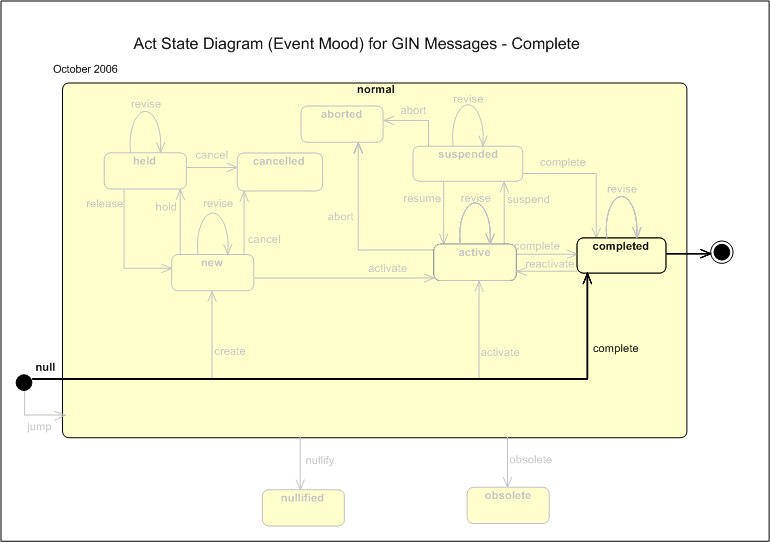 Act State Diagram (Event Mood) for GIN Messages - Complete
October 2006
normal
revise
held
cancel
cancelled
release
hold
revise
new
cancel
create
activate
aborted
abort
abort
revise
suspended
complete
resume
revise
suspend
active
complete
reactivate
activate
revise
completed
complete
null
jump
nullify
nullified
obsolete
obsolete